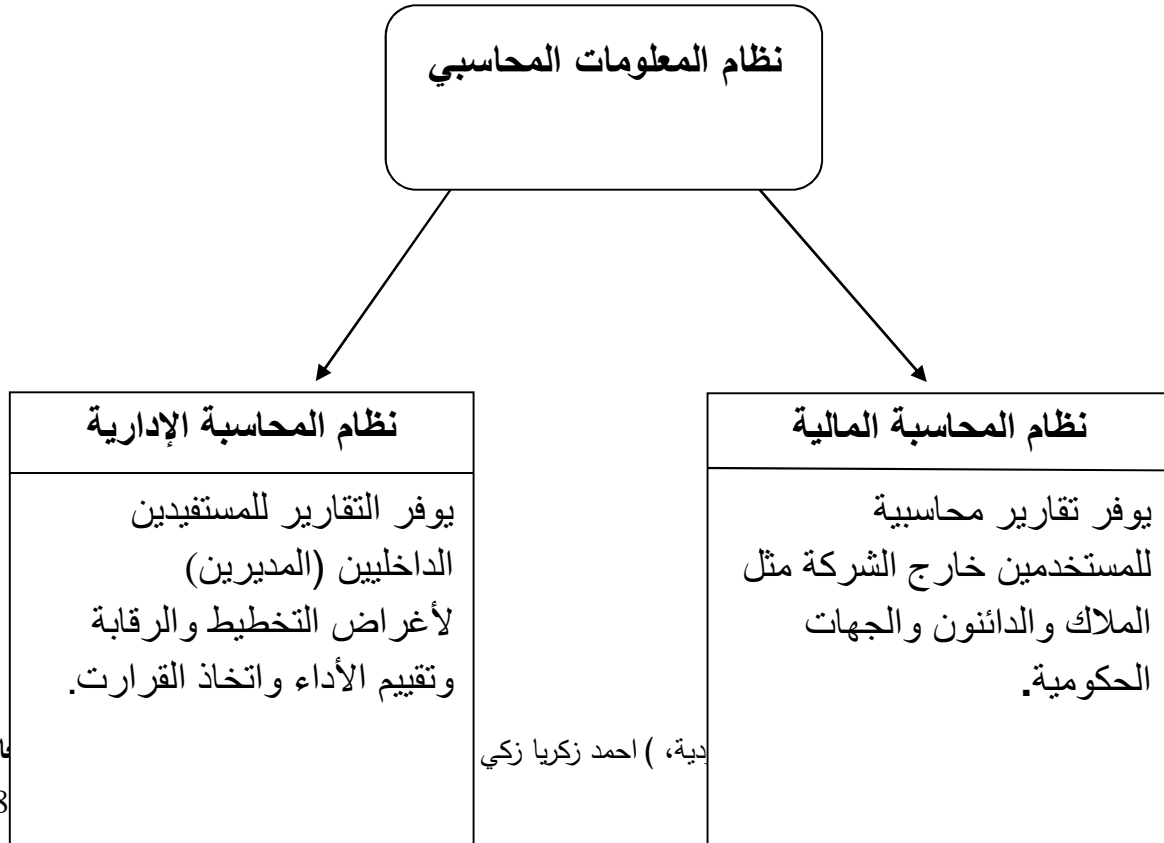 نظام المعلومات المحاسبي
نظام المحاسبة المالية
يوفر تقارير محاسبية
للمستخدمين خارج الشركة مثل
الملاك والدائنون والجهات
الحكومية.
نظام المحاسبة الإدارية
يوفر التقارير للمستفيدين
الداخليين (المديرين)
لأغراض التخطيط والرقابة
وتقييم الأداء واتخاذ القرارت.
احمد زكريا زكي
8